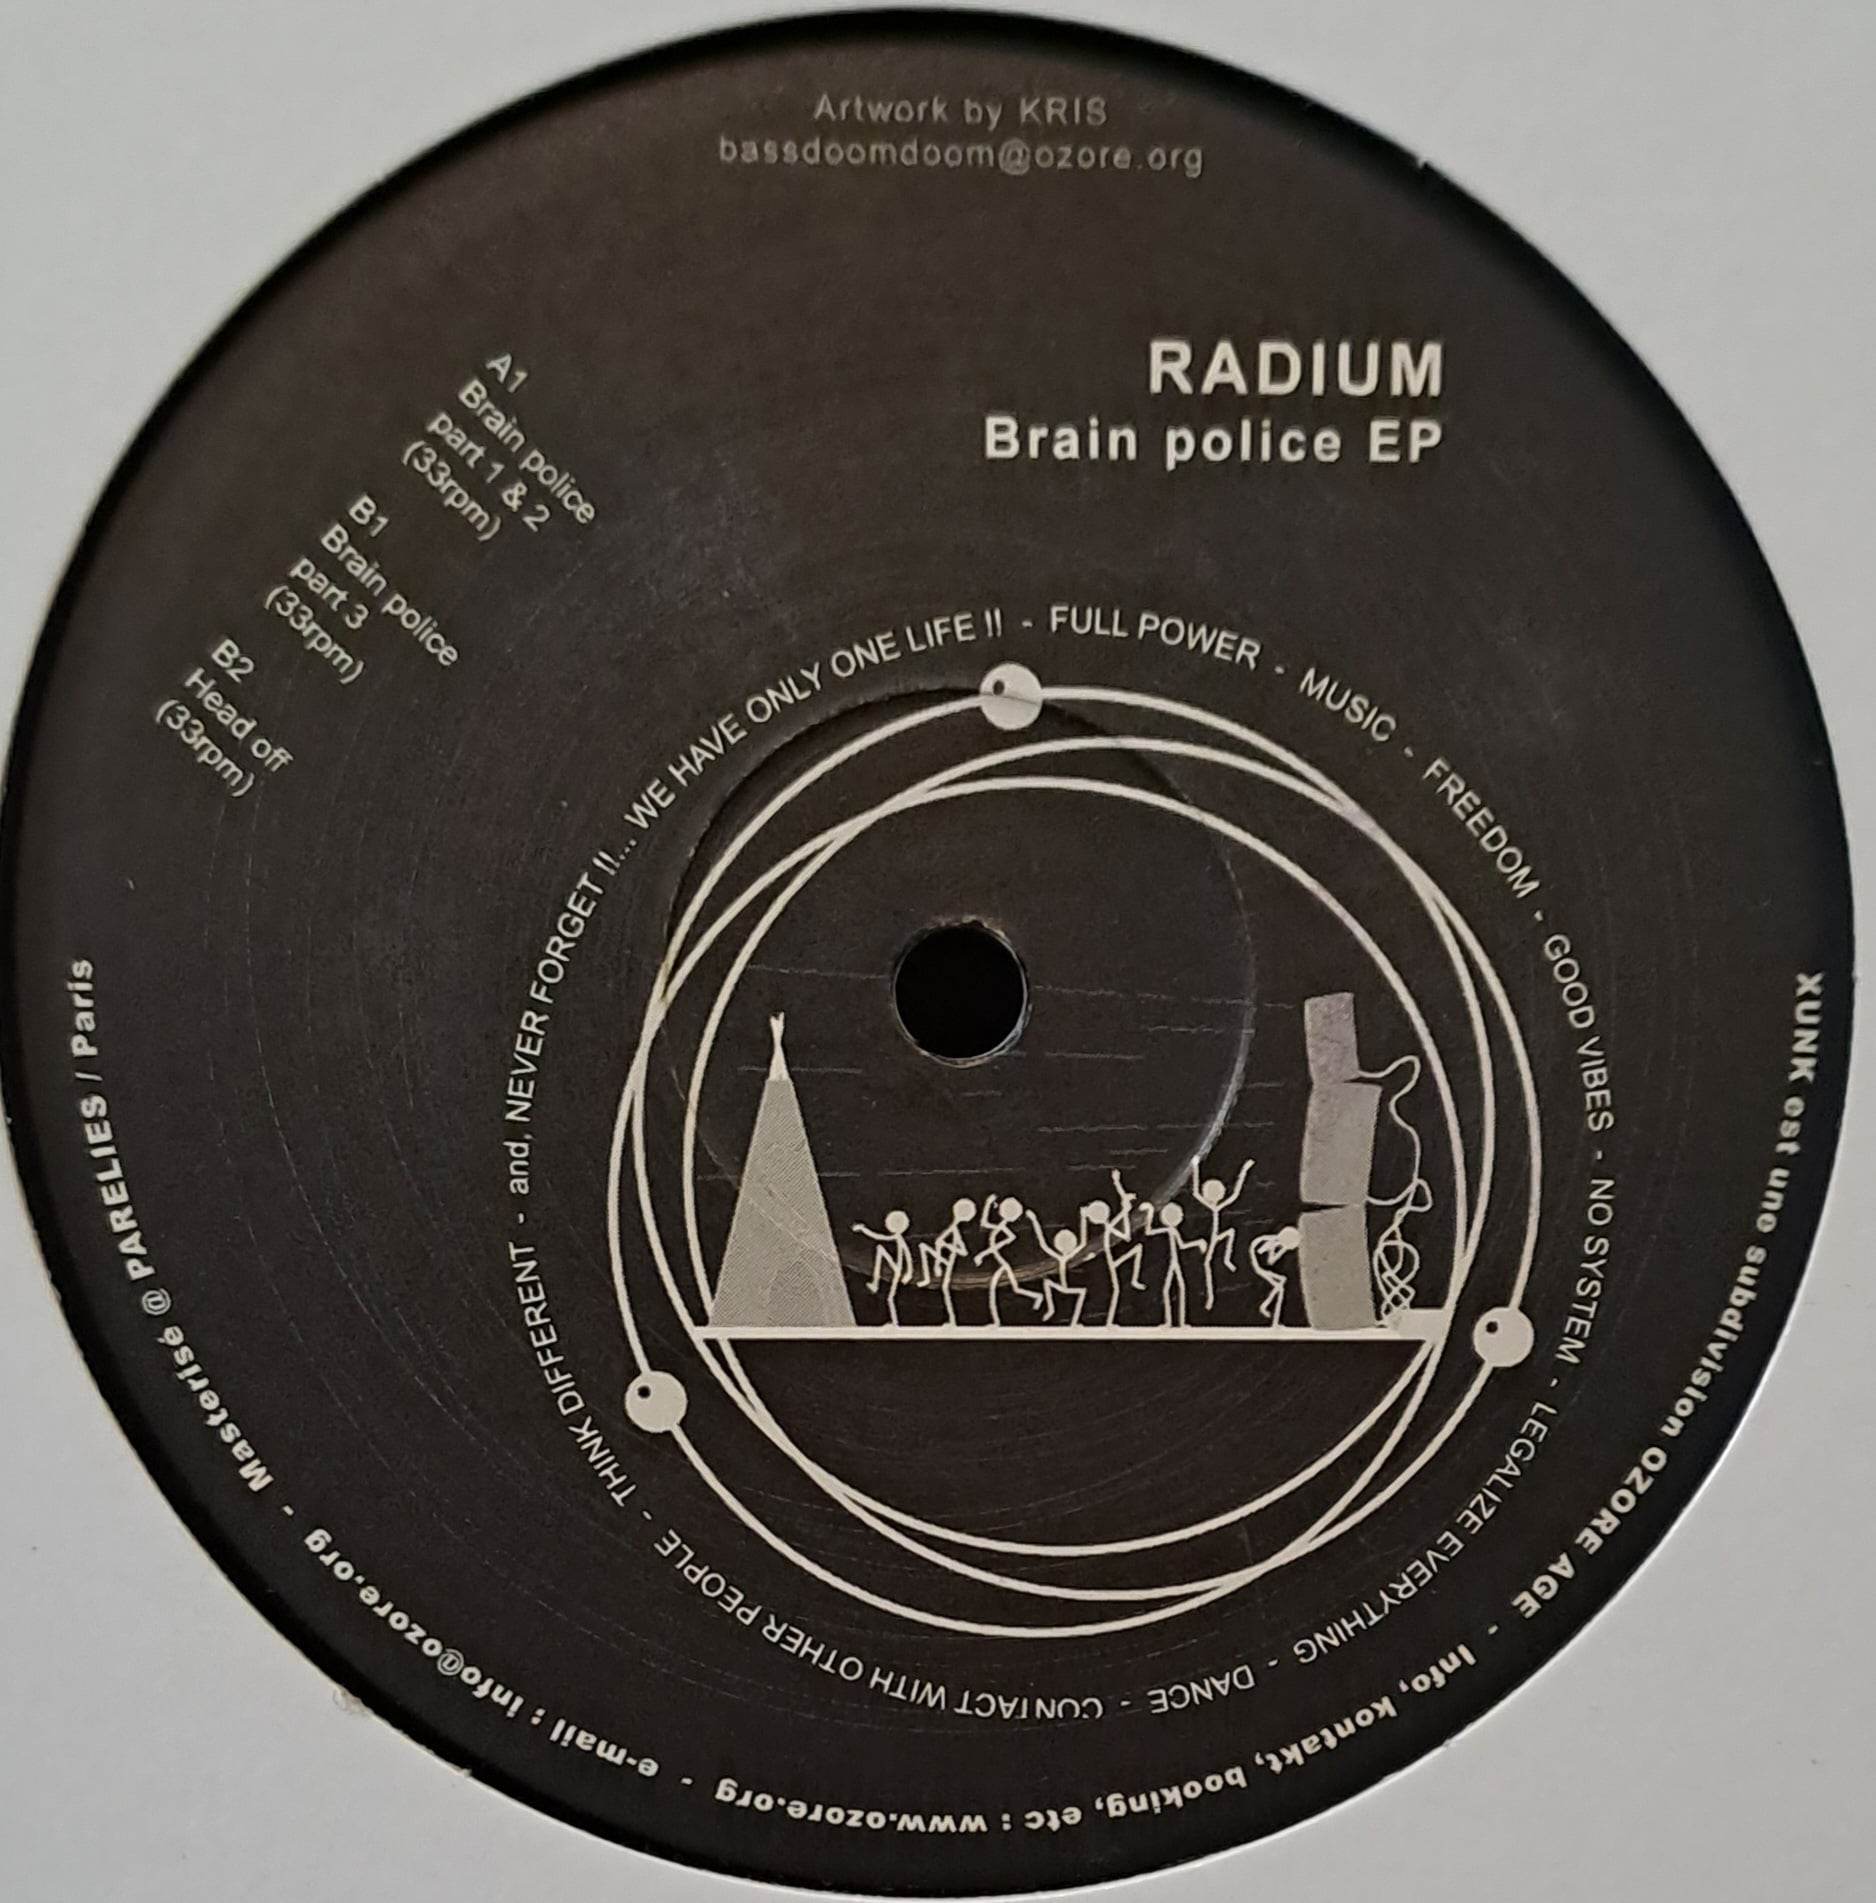 Artwork by KRIS
bassdoomdoom@ozore.org
RADIUM
Brain police EP
A1
Brain police
part 1 & 2
(33rpm)
B1
Brain police
part 3
(33rpm)
B2
Head off
(33rpm)
FULL POWER - MUSIC - FREEDOM - GOOD VIBES - NO SYSTEM - LEGALIZE EVERYTHING - DANCE - CONTACT WITH OTHER PEOPLE - THINK DIFFERENT - and, NEVER FORGET !!... WE HAVE ONLY ONE LIFE !! -
XUNK est une subdivision OZORE AGE - Info, kontakt, booking, etc : www.ozore.org - e-mail : info@ozore.org - Masterisé @ PARELIES / Paris